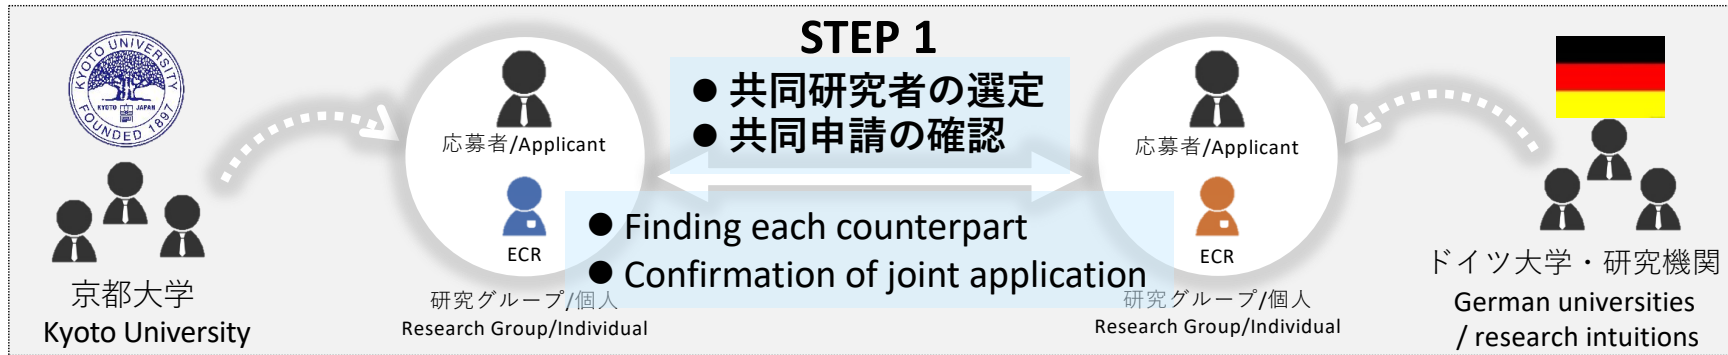 STEP 1
● 共同研究者の選定
● 共同申請の確認
● Finding each counterpart
● Confirmation of joint application
KYOTO UNIVERSITY
KYOTO JAPAN
FOUNDED 1897
京都大学
Kyoto University
応募者/Applicant
ECR
研究グループ/個人
Research Group/Individual
応募者/Applicant
ECR
研究グループ/個人
Research Group/Individual
ドイツ大学・研究機関
German universities
/ research intuitions